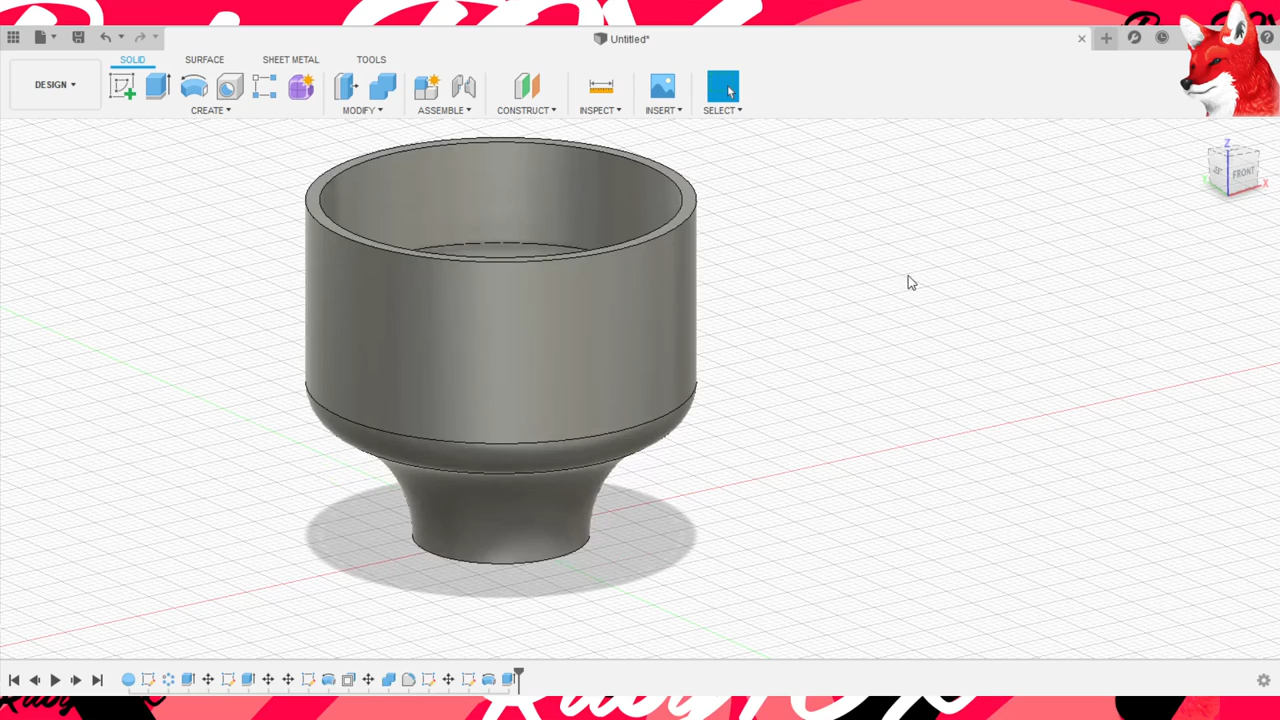 Untitled*
SOLID SURFACE SHEET METAL TOOLS
DESIGN
CREATE MODIFY ASSEMBLE CONSTRUCT INSPECT INSERT SELECT
Z
FRONT
X